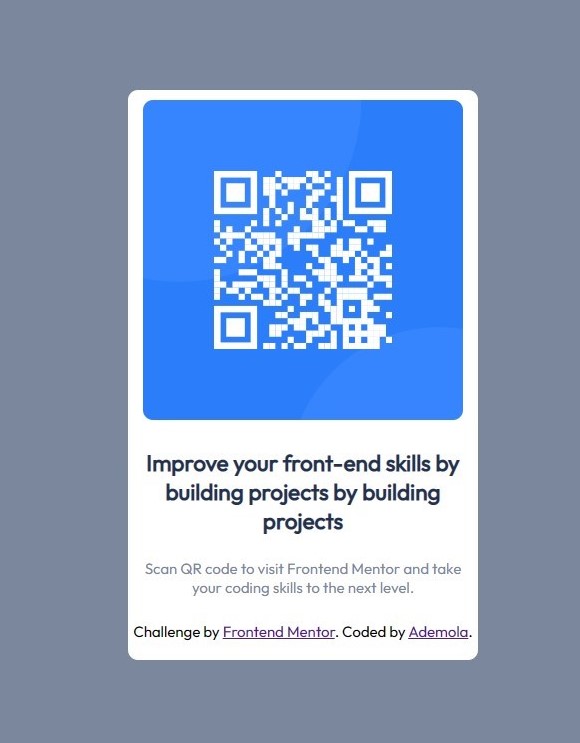 Improve your front-end skills by
building projects by building
projects
Scan QR code to visit Frontend Mentor and take
your coding skills to the next level.
Challenge by Frontend Mentor. Coded by Ademola.